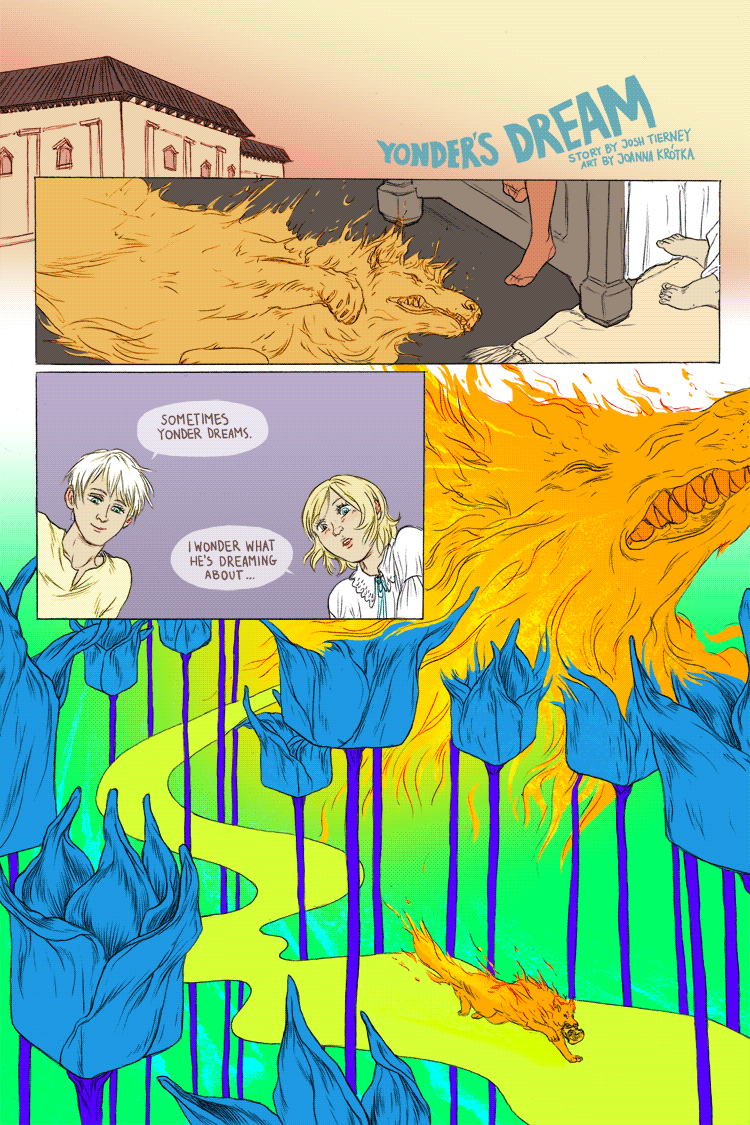 YONDER'S DREAM
STORY BY JOSH TIERNEY
ART BY JOANNA KRÓTKA
SOMETIMES
YONDER DREAMS.
I WONDER WHAT
HE'S DREAMING
ABOUT...